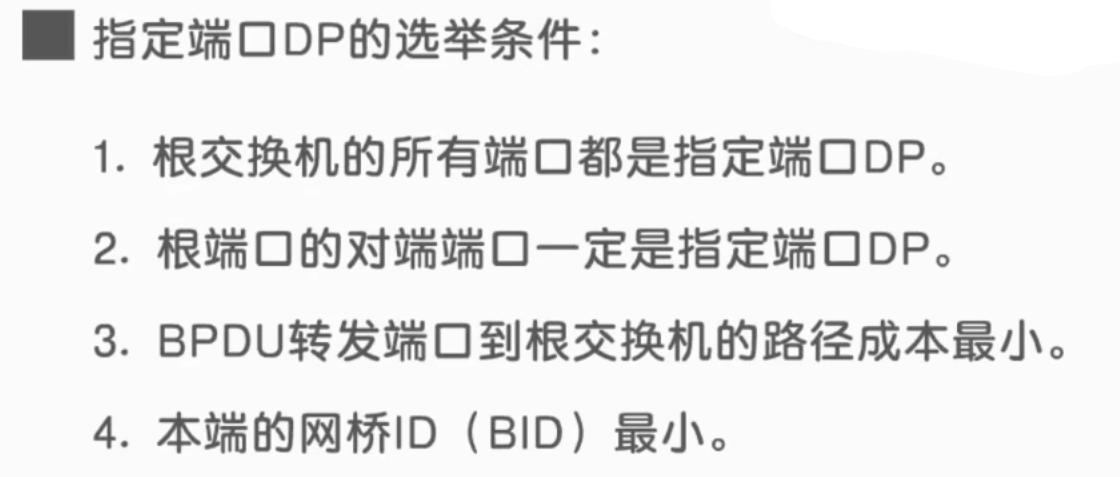 指定端口DP的选举条件：
1. 根交换机的所有端口都是指定端口DP。
2. 根端口的对端端口一定是指定端口DP。
3. BPDU转发端口到根交换机的路径成本最小。
4. 本端的网桥ID（BID）最小。